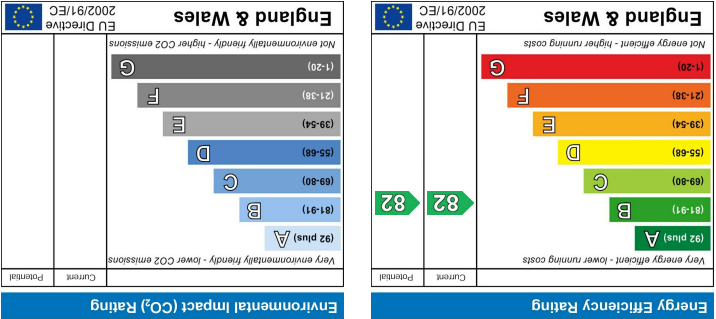 Energy Efficiency Rating
Current
Potential
Very energy efficient - lower running costs
(92 plus) A
(81-91) B
(69-80) C
(55-68) D
(39-54) E
(21-38) F
(1-20) G
82
82
Not energy efficient - higher running costs
England & Wales
EU Directive
2002/91/EC
Environmental Impact (CO₂) Rating
Current
Potential
Very environmentally friendly - lower CO2 emissions
(92 plus) A
(81-91) B
(69-80) C
(55-68) D
(39-54) E
(21-38) F
(1-20) G
Not environmentally friendly - higher CO2 emissions
England & Wales
EU Directive
2002/91/EC